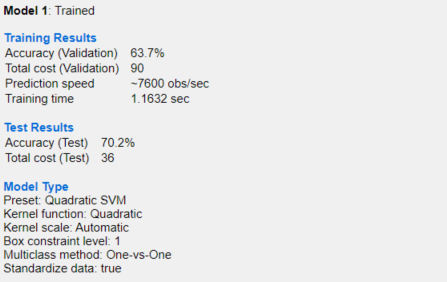 Model 1: Trained
Training Results
Accuracy (Validation) 63.7%
Total cost (Validation) 90
Prediction speed ~7600 obs/sec
Training time 1.1632 sec
Test Results
Accuracy (Test) 70.2%
Total cost (Test) 36
Model Type
Preset: Quadratic SVM
Kernel function: Quadratic
Kernel scale: Automatic
Box constraint level: 1
Multiclass method: One-vs-One
Standardize data: true